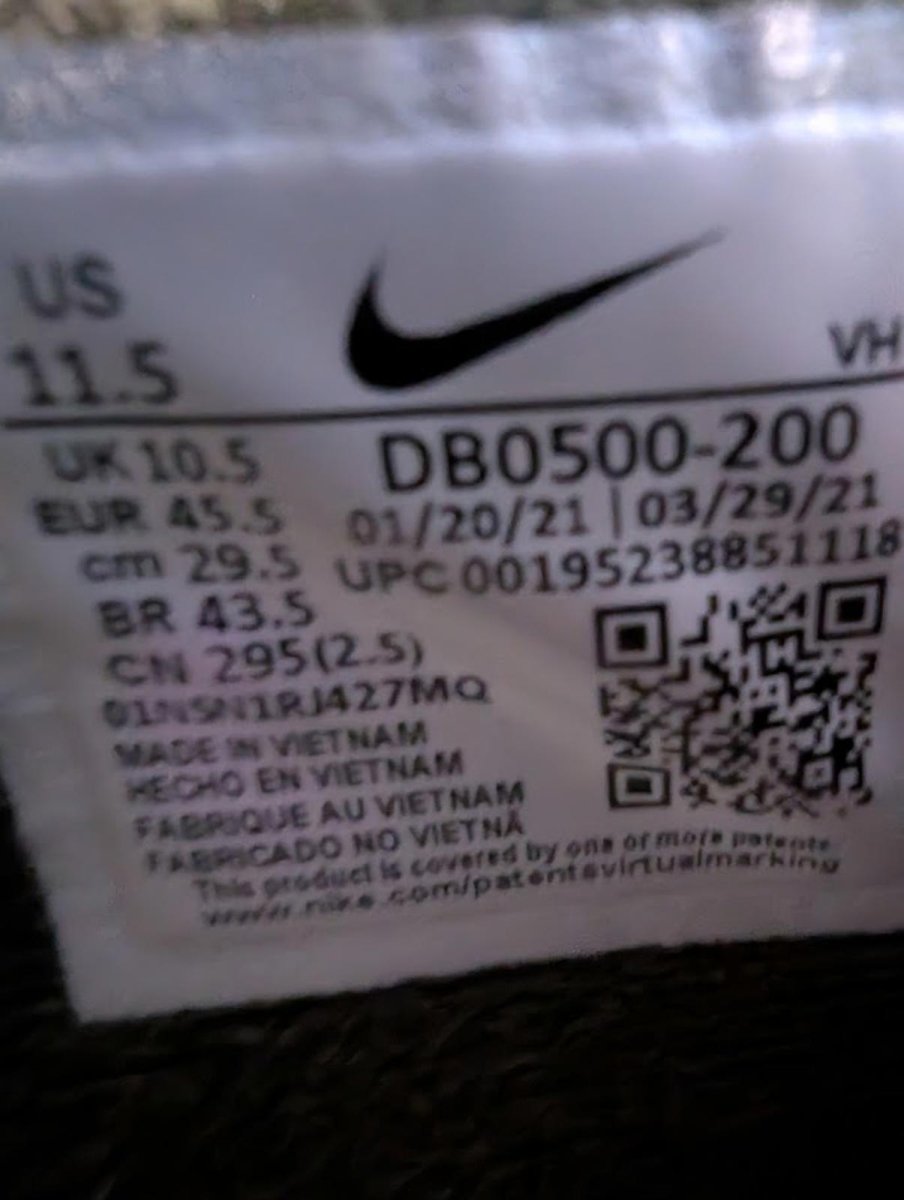 US
11.5
VH
UK 10.5
EUR 45.5
cm 29.5
BR 43.5
CN 295(2.5)
DB0500-200
01/20/21 | 03/29/21
UPC 00195238851118
01NSN1RJ427MQ
MADE IN VIETNAM
HECHO EN VIETNAM
FABRIQUE AU VIETNAM
FABRICADO NO VIETNÃ
This product is covered by one or more patents
www.nike.com/patentsvirtualmarking